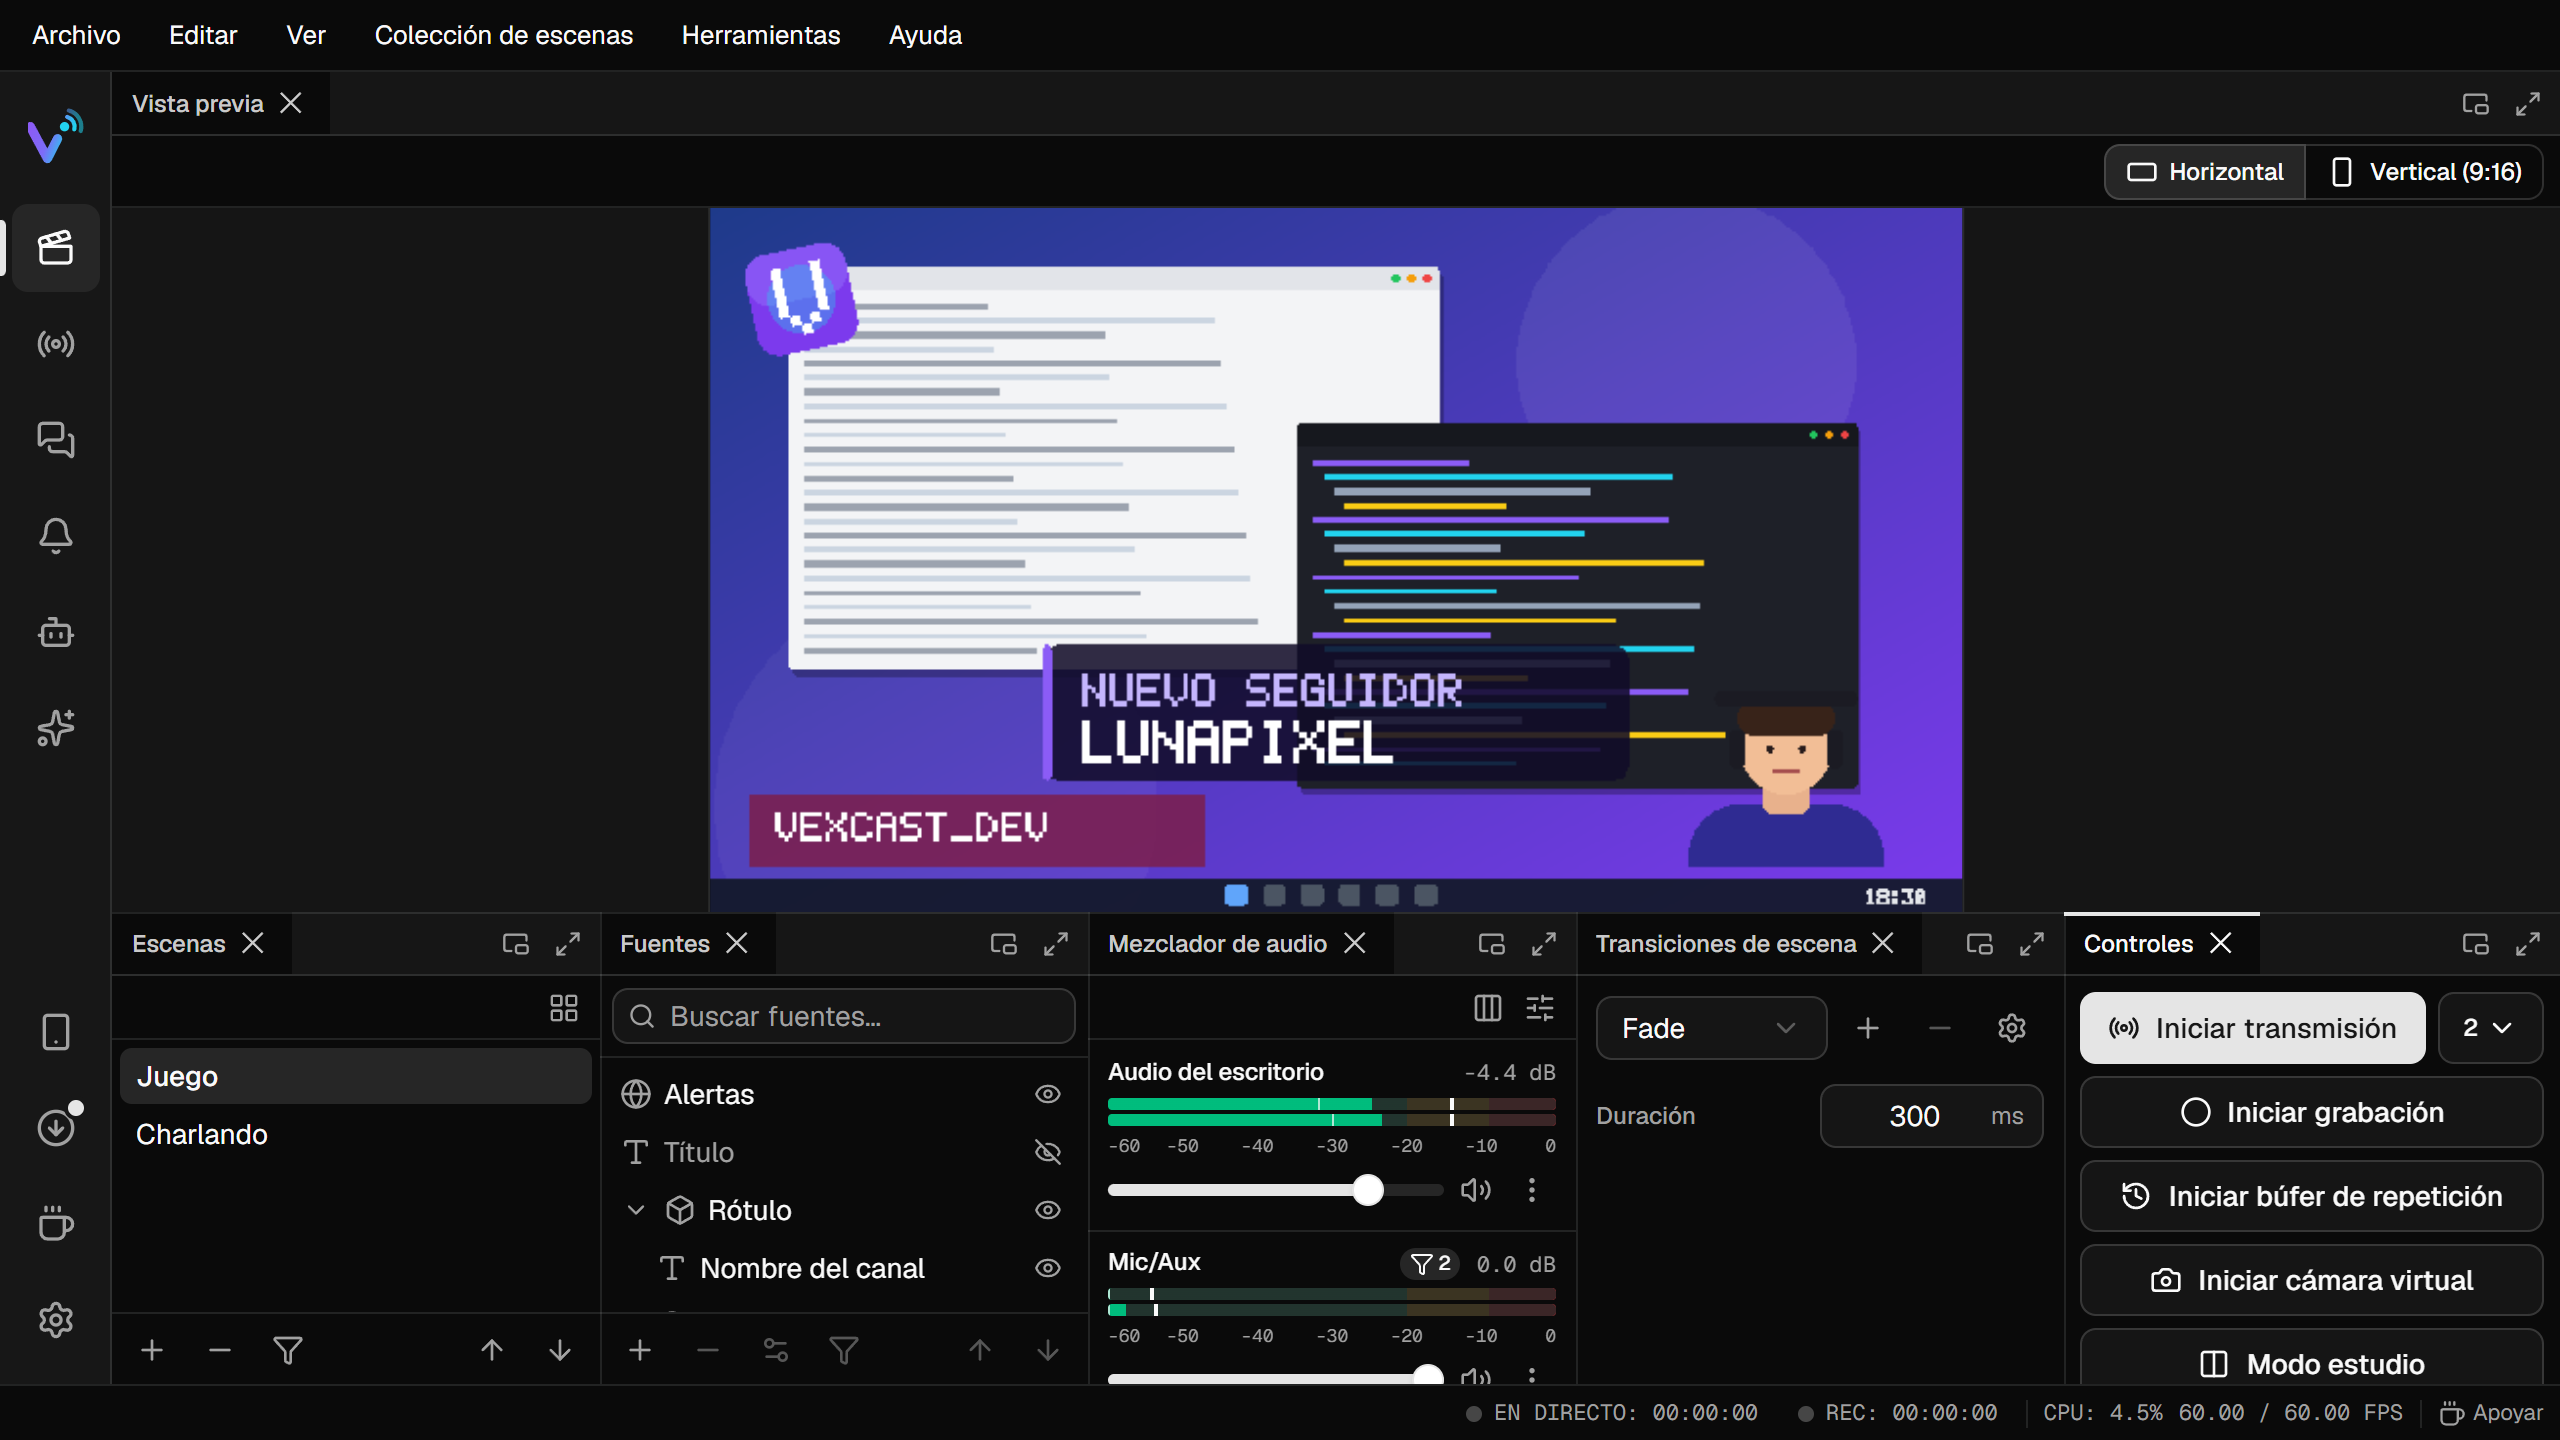 Archivo Editar Ver Colección de escenas Herramientas Ayuda
Vista previa
Horizontal Vertical (9:16)
NUEVO SEGUIDOR
LUNAPIXEL
VEXCAST_DEV
18:30
Escenas
Juego
Charlando
Fuentes
Buscar fuentes...
Alertas
Título
Rótulo
Nombre del canal
Mezclador de audio
Audio del escritorio -4.4 dB
-60 -50 -40 -30 -20 -10 0
Mic/Aux 2 0.0 dB
-60 -50 -40 -30 -20 -10 0
Transiciones de escena
Fade
Duración 300 ms
Controles
Iniciar transmisión 2
Iniciar grabación
Iniciar búfer de repetición
Iniciar cámara virtual
Modo estudio
EN DIRECTO: 00:00:00 REC: 00:00:00 CPU: 4.5% 60.00 / 60.00 FPS Apoyar